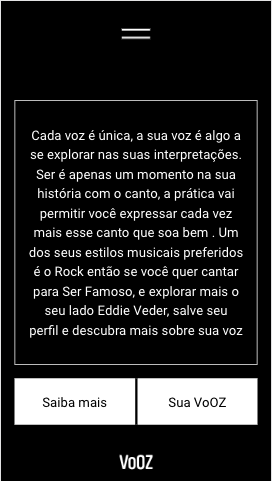 Cada voz é única, a sua voz é algo a
se explorar nas suas interpretações.
Ser é apenas um momento na sua
história com o canto, a prática vai
permitir você expressar cada vez
mais esse canto que soa bem . Um
dos seus estilos musicais preferidos
é o Rock então se você quer cantar
para Ser Famoso, e explorar mais o
seu lado Eddie Veder, salve seu
perfil e descubra mais sobre sua voz
Saiba mais
Sua VoOZ
VoOZ